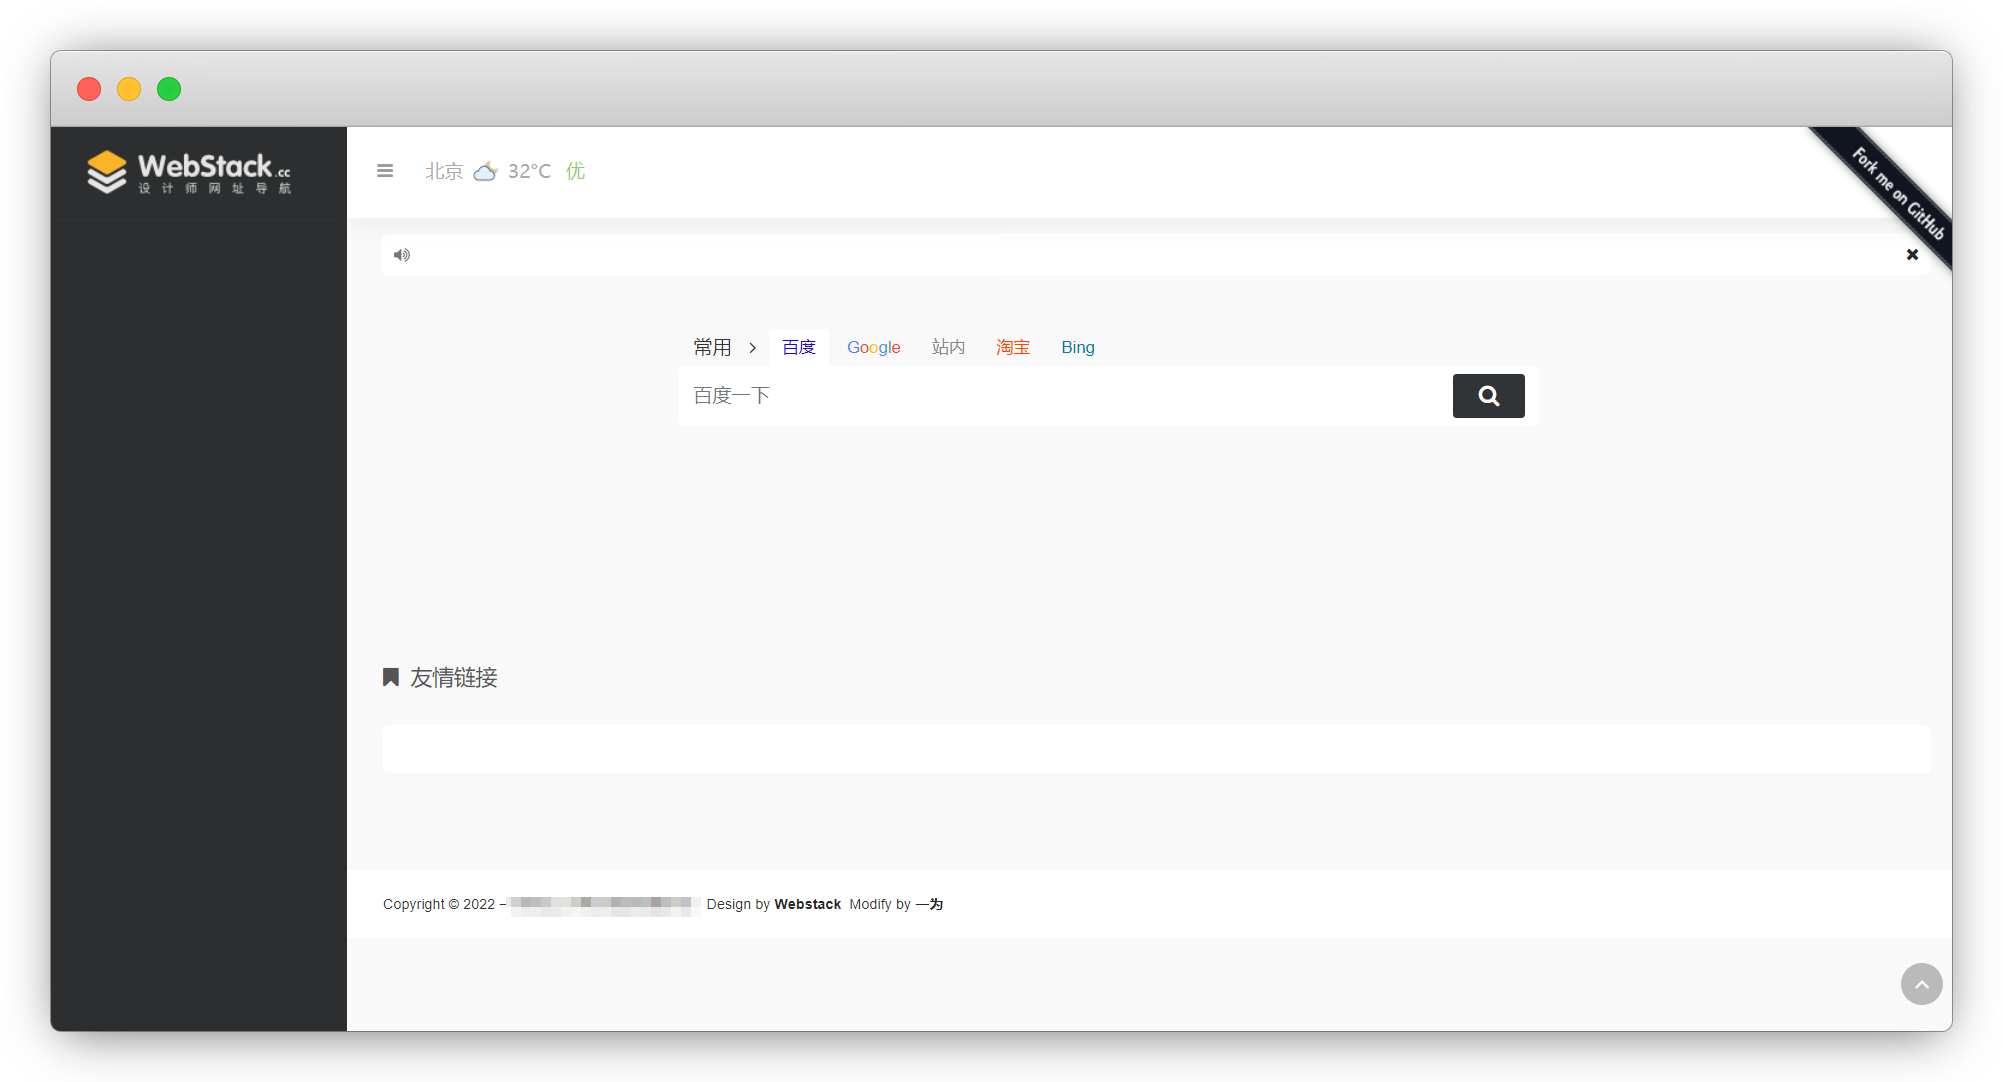 WebStack.cc
设计师网址导航
北京 32°C 优
Fork me on GitHub
常用 百度 Google 站内 淘宝 Bing
百度一下
友情链接
Copyright © 2022 – Design by Webstack Modify by 一为